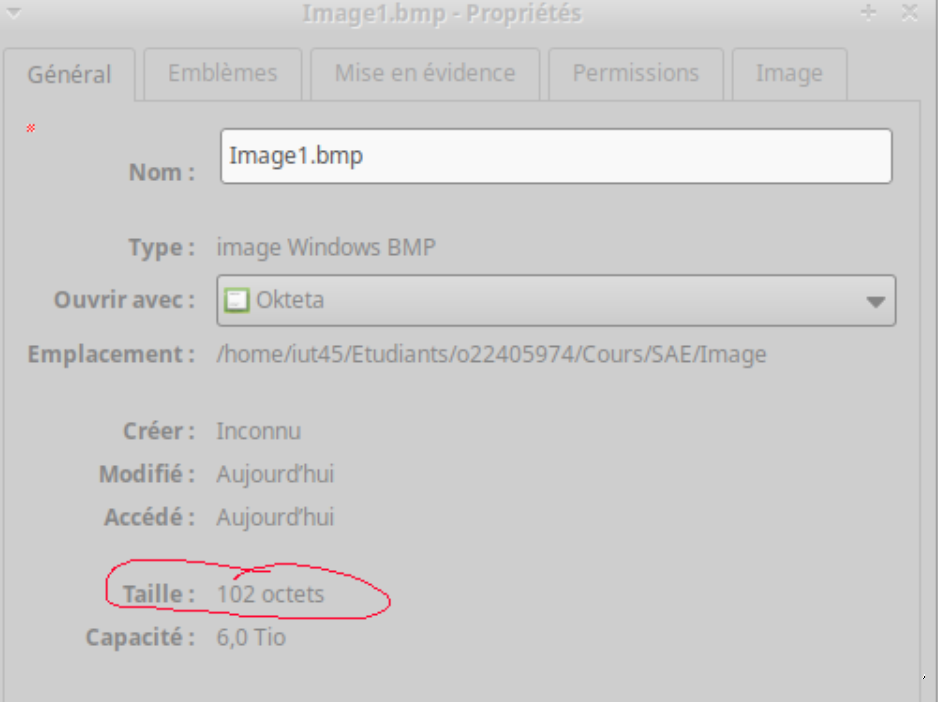 Image1.bmp - Propriétés
Général
Emblèmes
Mise en évidence
Permissions
Image
Nom : Image1.bmp
Type : image Windows BMP
Ouvrir avec : Okteta
Emplacement : /home/iut45/Etudiants/o22405974/Cours/SAE/Image
Créer : Inconnu
Modifié : Aujourd'hui
Accédé : Aujourd'hui
Taille : 102 octets
Capacité : 6,0 Tio